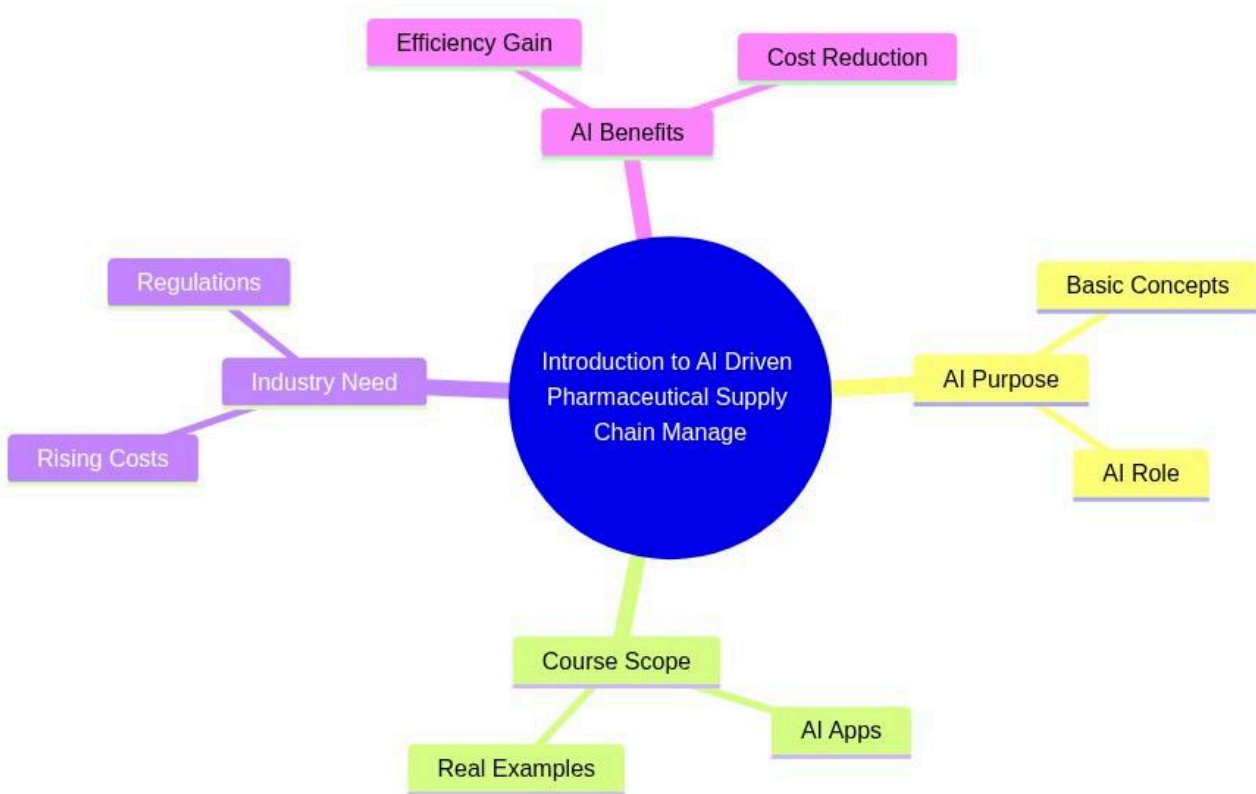 Efficiency Gain
Cost Reduction
AI Benefits
Regulations
Basic Concepts
Industry Need
Introduction to AI Driven
Pharmaceutical Supply
Chain Manage
AI Purpose
Rising Costs
AI Role
Course Scope
AI Apps
Real Examples